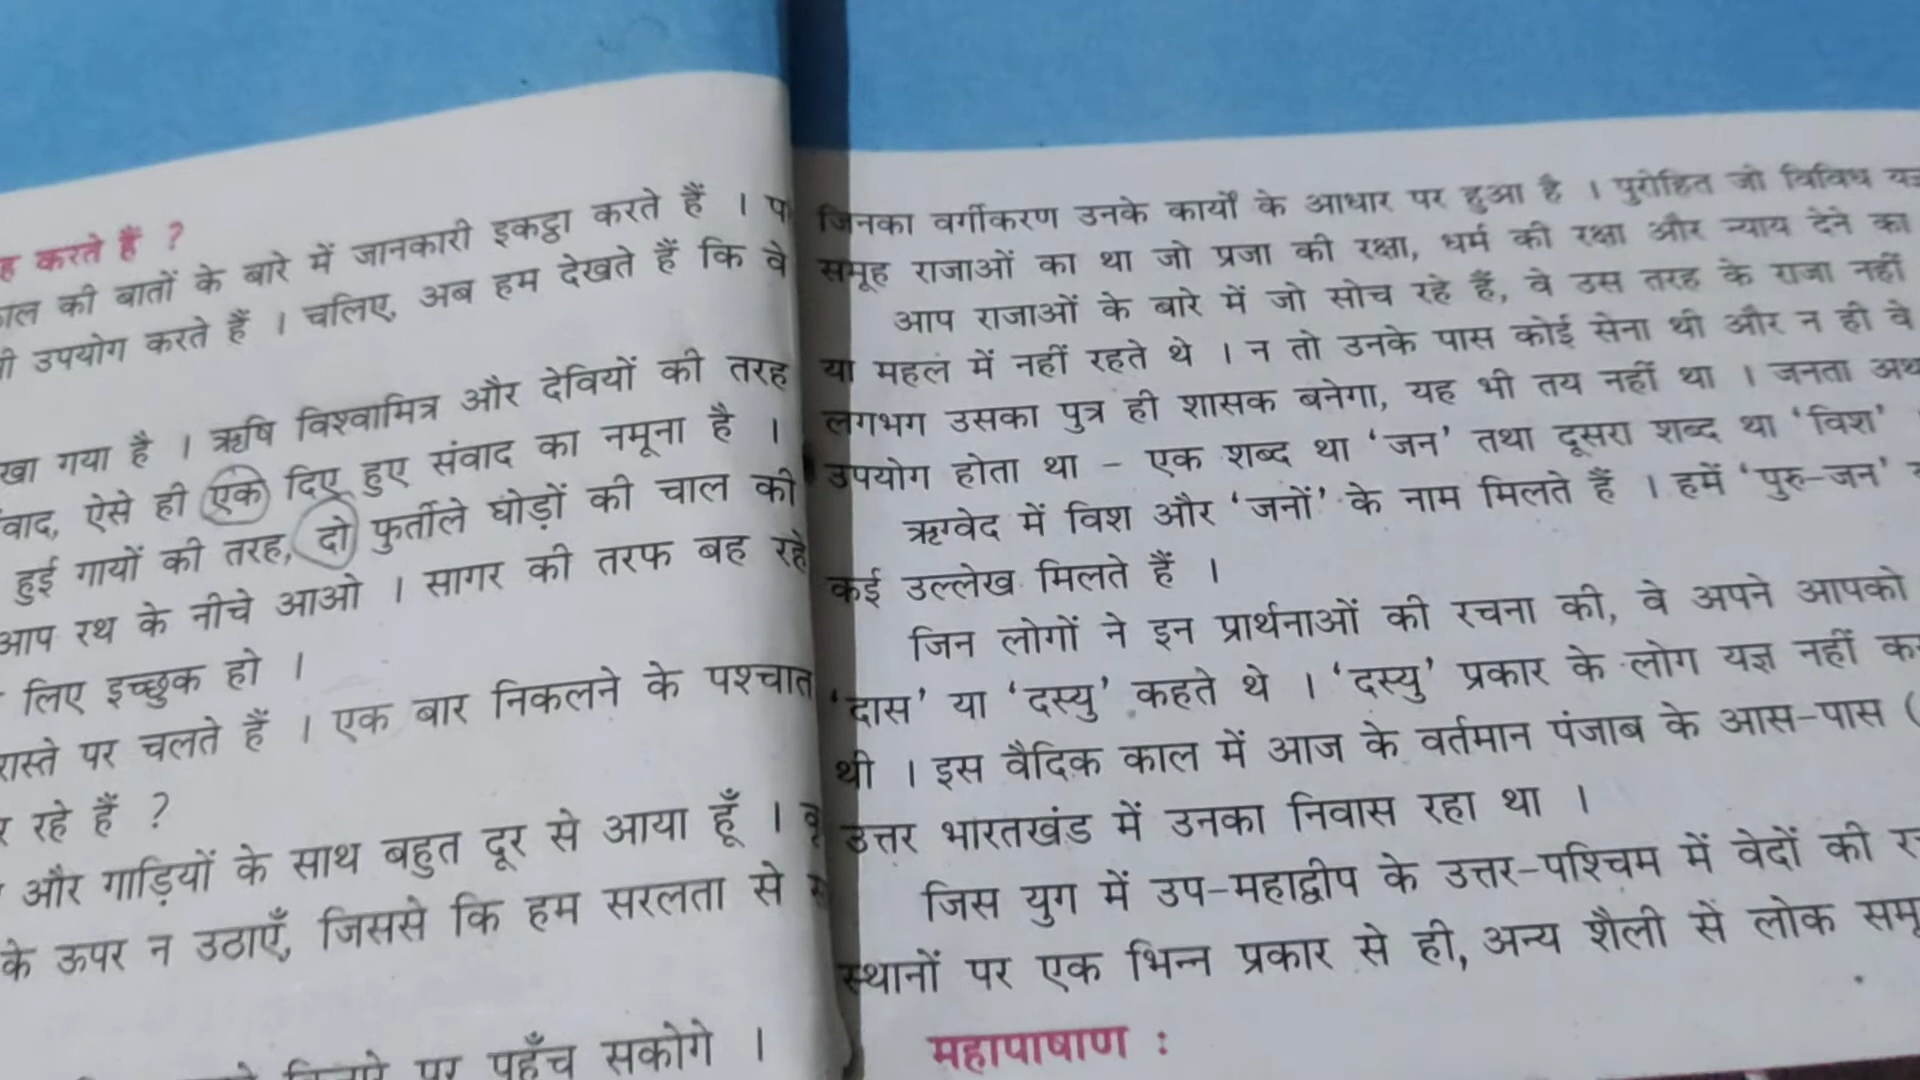 करते हैं ?
की बातों के बारे में जानकारी इकट्ठा करते हैं ।
उपयोग करते हैं । चलिए, अब हम देखते हैं कि वे
गया है । ऋषि विश्वामित्र और देवियों की तरह
ऐसे ही एक दिए हुए संवाद का नमूना है ।
हुई गायों की तरह, दो फुर्तीले घोड़ों की चाल की
आप रथ के नीचे आओ । सागर की तरफ बह रहे
लिए इच्छुक हो ।
रास्ते पर चलते हैं । एक बार निकलने के पश्चात
रहे हैं ?
और गाड़ियों के साथ बहुत दूर से आया हूँ ।
के ऊपर न उठाएँ, जिससे कि हम सरलता से
पर पहुँच सकोगे ।
जिनका वर्गीकरण उनके कार्यों के आधार पर हुआ है । पुरोहित जो विविध
समूह राजाओं का था जो प्रजा की रक्षा, धर्म की रक्षा और न्याय देने का
आप राजाओं के बारे में जो सोच रहे हैं, वे उस तरह के राजा नहीं
या महल में नहीं रहते थे । न तो उनके पास कोई सेना थी और न ही वे
लगभग उसका पुत्र ही शासक बनेगा, यह भी तय नहीं था । जनता
उपयोग होता था – एक शब्द था ‘जन’ तथा दूसरा शब्द था ‘विश’
ऋग्वेद में विश और ‘जनों’ के नाम मिलते हैं । हमें ‘पुरु-जन’
कई उल्लेख मिलते हैं ।
जिन लोगों ने इन प्रार्थनाओं की रचना की, वे अपने आपको
‘दास’ या ‘दस्यु’ कहते थे । ‘दस्यु’ प्रकार के लोग यज्ञ नहीं
थी । इस वैदिक काल में आज के वर्तमान पंजाब के आस-पास (
उत्तर भारतखंड में उनका निवास रहा था ।
जिस युग में उप-महाद्वीप के उत्तर-पश्चिम में वेदों की
स्थानों पर एक भिन्न प्रकार से ही, अन्य शैली सें लोक
महापाषाण :